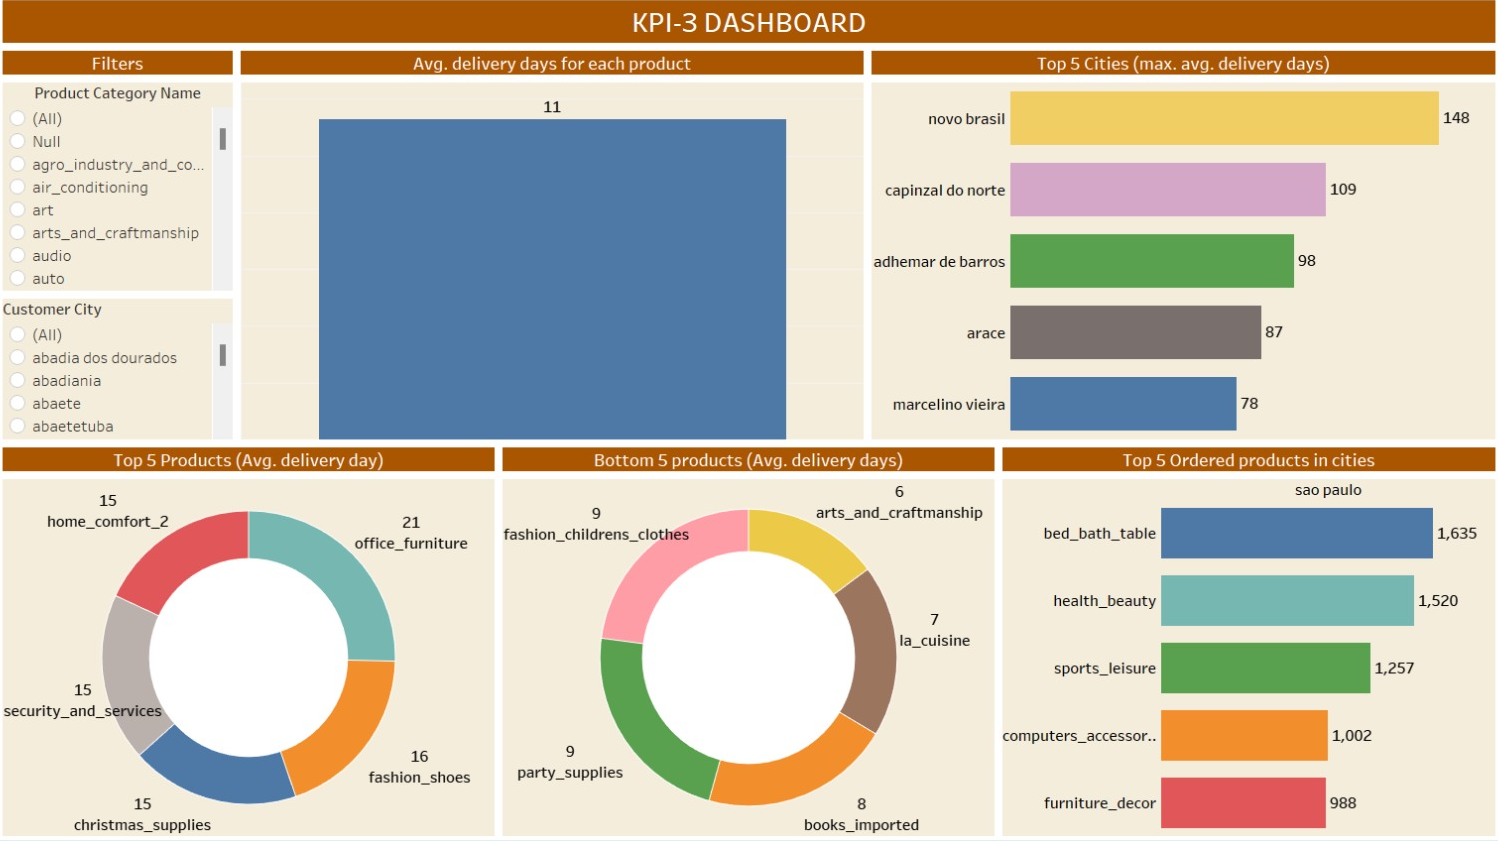 KPI-3 DASHBOARD
Filters
Product Category Name
(All)
Null
agro_industry_and_co...
air_conditioning
art
arts_and_craftmanship
audio
auto
Customer City
(All)
abadia dos dourados
abadiania
abaete
abaetetuba
Avg. delivery days for each product
11
Top 5 Cities (max. avg. delivery days)
novo brasil 148
capinzal do norte 109
adhemar de barros 98
arace 87
marcelino vieira 78
Top 5 Products (Avg. delivery day)
15
home_comfort_2
21
office_furniture
15
security_and_services
16
fashion_shoes
15
christmas_supplies
Bottom 5 products (Avg. delivery days)
6
arts_and_craftmanship
9
fashion_childrens_clothes
7
la_cuisine
9
party_supplies
8
books_imported
Top 5 Ordered products in cities
sao paulo
bed_bath_table 1,635
health_beauty 1,520
sports_leisure 1,257
computers_accessor.. 1,002
furniture_decor 988